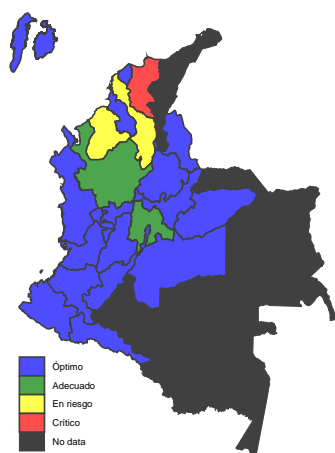 Óptimo
Adecuado
En riesgo
Crítico
No data